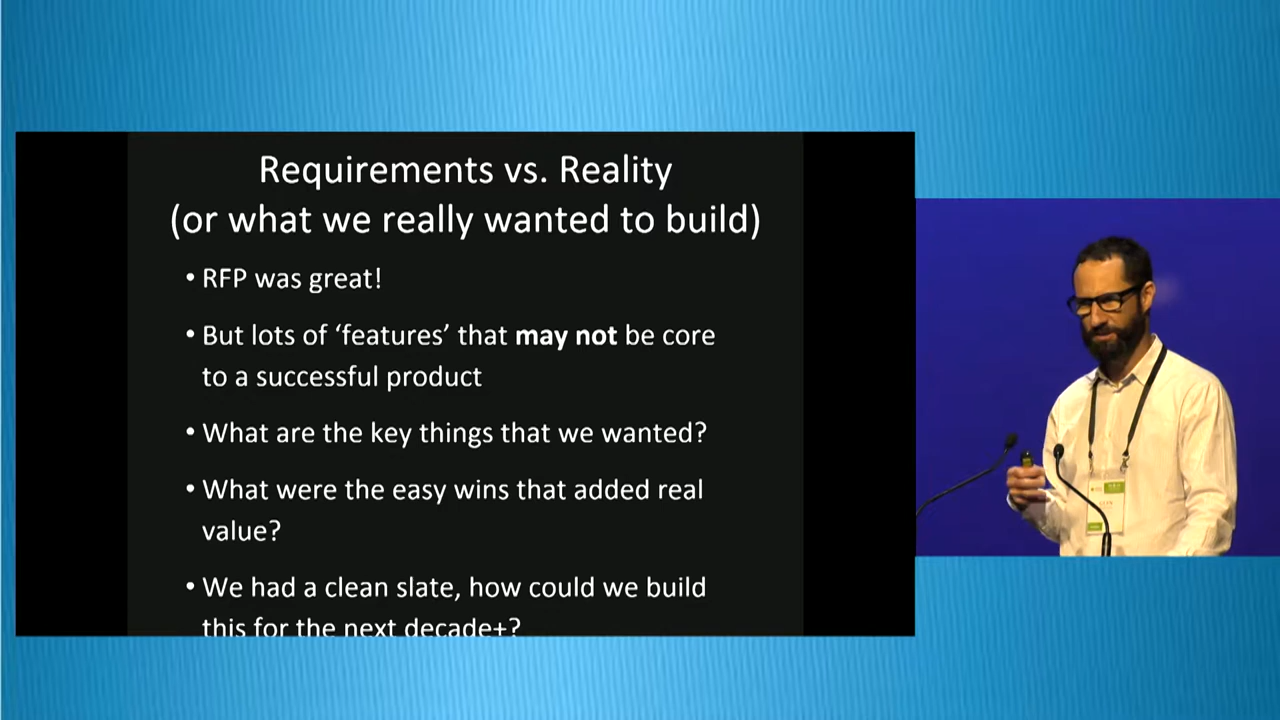 Requirements vs. Reality
(or what we really wanted to build)
• RFP was great!
• But lots of ‘features’ that may not be core
to a successful product
• What are the key things that we wanted?
• What were the easy wins that added real
value?
• We had a clean slate, how could we build
this for the next decade+?